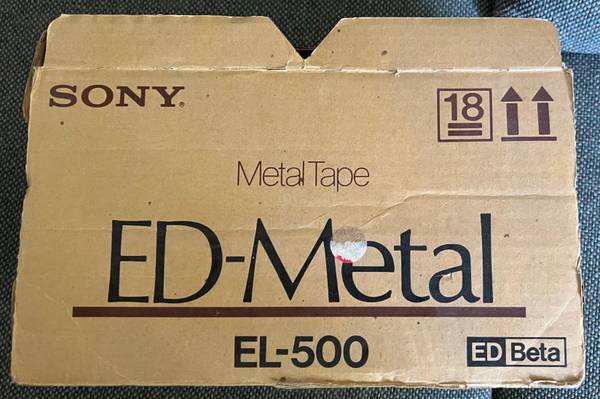 SONY®
18
Metal Tape
ED-Metal
EL-500
ED Beta